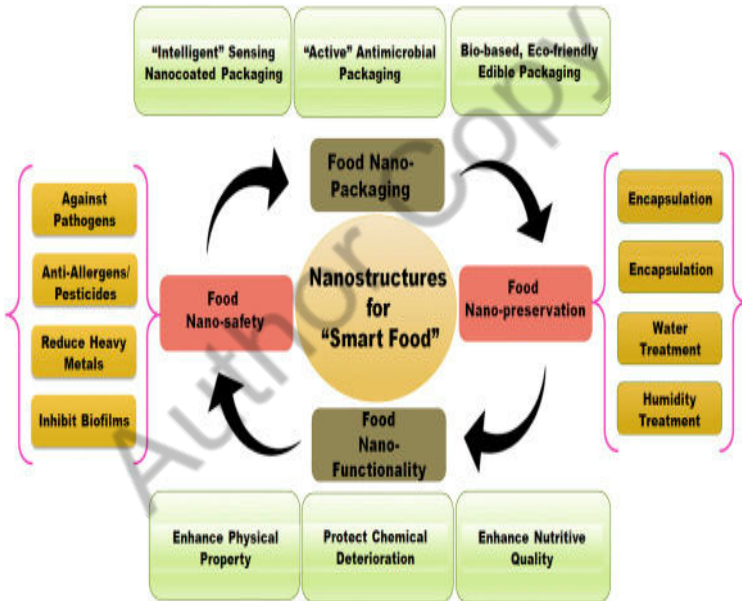 "Intelligent" Sensing
Nanocoated Packaging
"Active" Antimicrobial
Packaging
Bio-based, Eco-friendly
Edible Packaging
Food Nano-
Packaging
Against
Pathogens
Anti-Allergens/
Pesticides
Reduce Heavy
Metals
Inhibit Biofilms
Food
Nano-safety
Nanostructures
for
"Smart Food"
Food
Nano-preservation
Encapsulation
Encapsulation
Water
Treatment
Humidity
Treatment
Food
Nano-
Functionality
Enhance Physical
Property
Protect Chemical
Deterioration
Enhance Nutritive
Quality
Author Copy